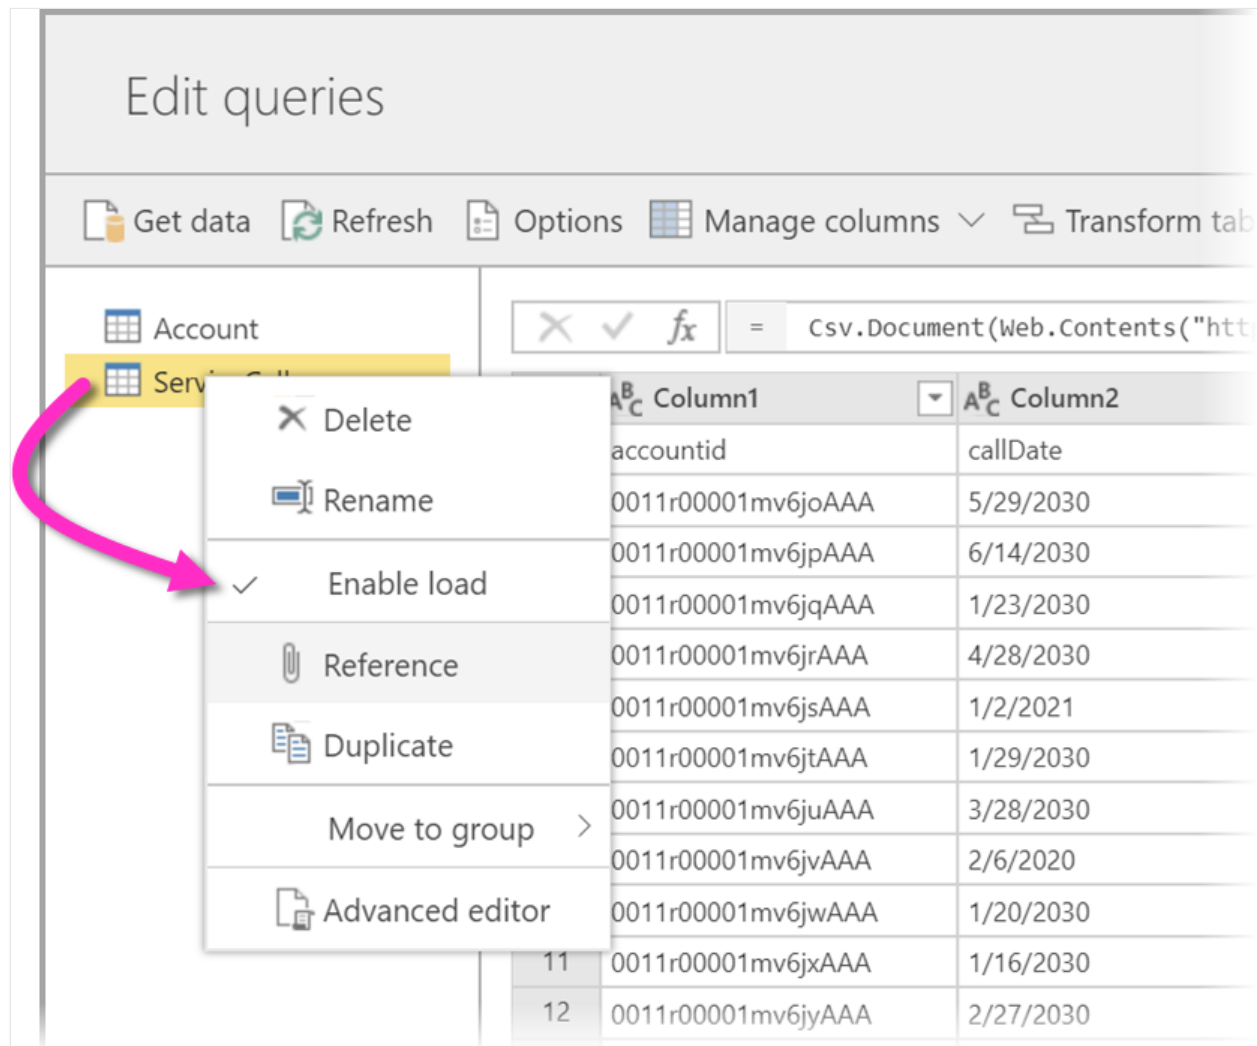 Edit queries
Get data Refresh Options Manage columns Transform tab
Account
= Csv.Document(Web.Contents("htt
Delete
Rename
Enable load
Reference
Duplicate
Move to group
Advanced editor
Column1 Column2
accountid callDate
0011r00001mv6joAAA 5/29/2030
0011r00001mv6jpAAA 6/14/2030
0011r00001mv6jqAAA 1/23/2030
0011r00001mv6jrAAA 4/28/2030
0011r00001mv6jsAAA 1/2/2021
0011r00001mv6jtAAA 1/29/2030
0011r00001mv6juAAA 3/28/2030
0011r00001mv6jvAAA 2/6/2020
0011r00001mv6jwAAA 1/20/2030
11 0011r00001mv6jxAAA 1/16/2030
12 0011r00001mv6jyAAA 2/27/2030